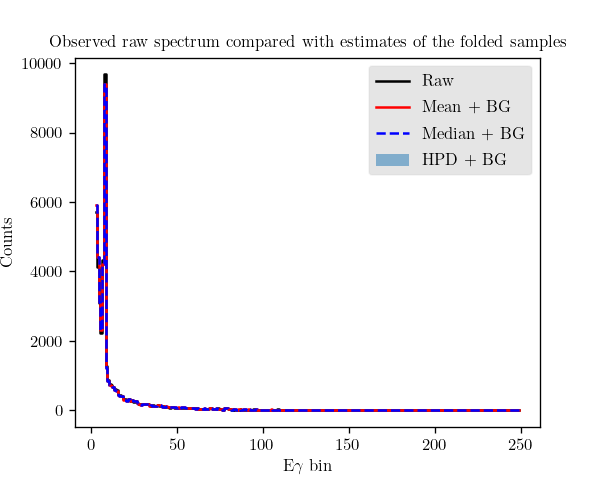 Observed raw spectrum compared with estimates of the folded samples
10000
8000
6000
4000
2000
0
Counts
Raw
Mean + BG
Median + BG
HPD + BG
0 50 100 150 200 250
Eγ bin